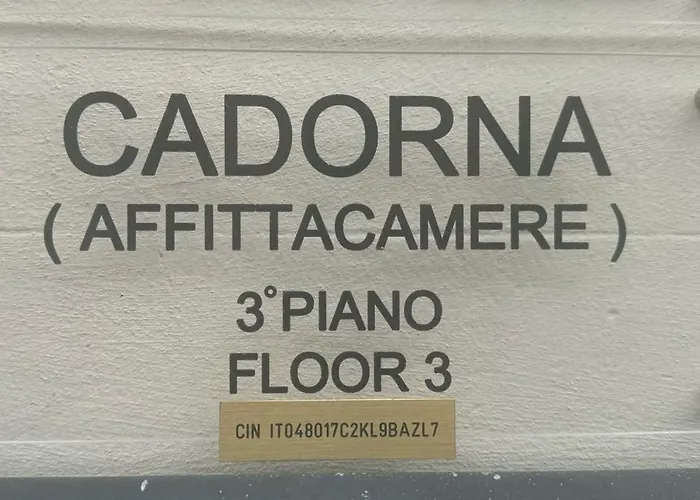 CADORNA
( AFFITTACAMERE )
3°PIANO
FLOOR 3
CIN IT048017C2KL9BAZL7